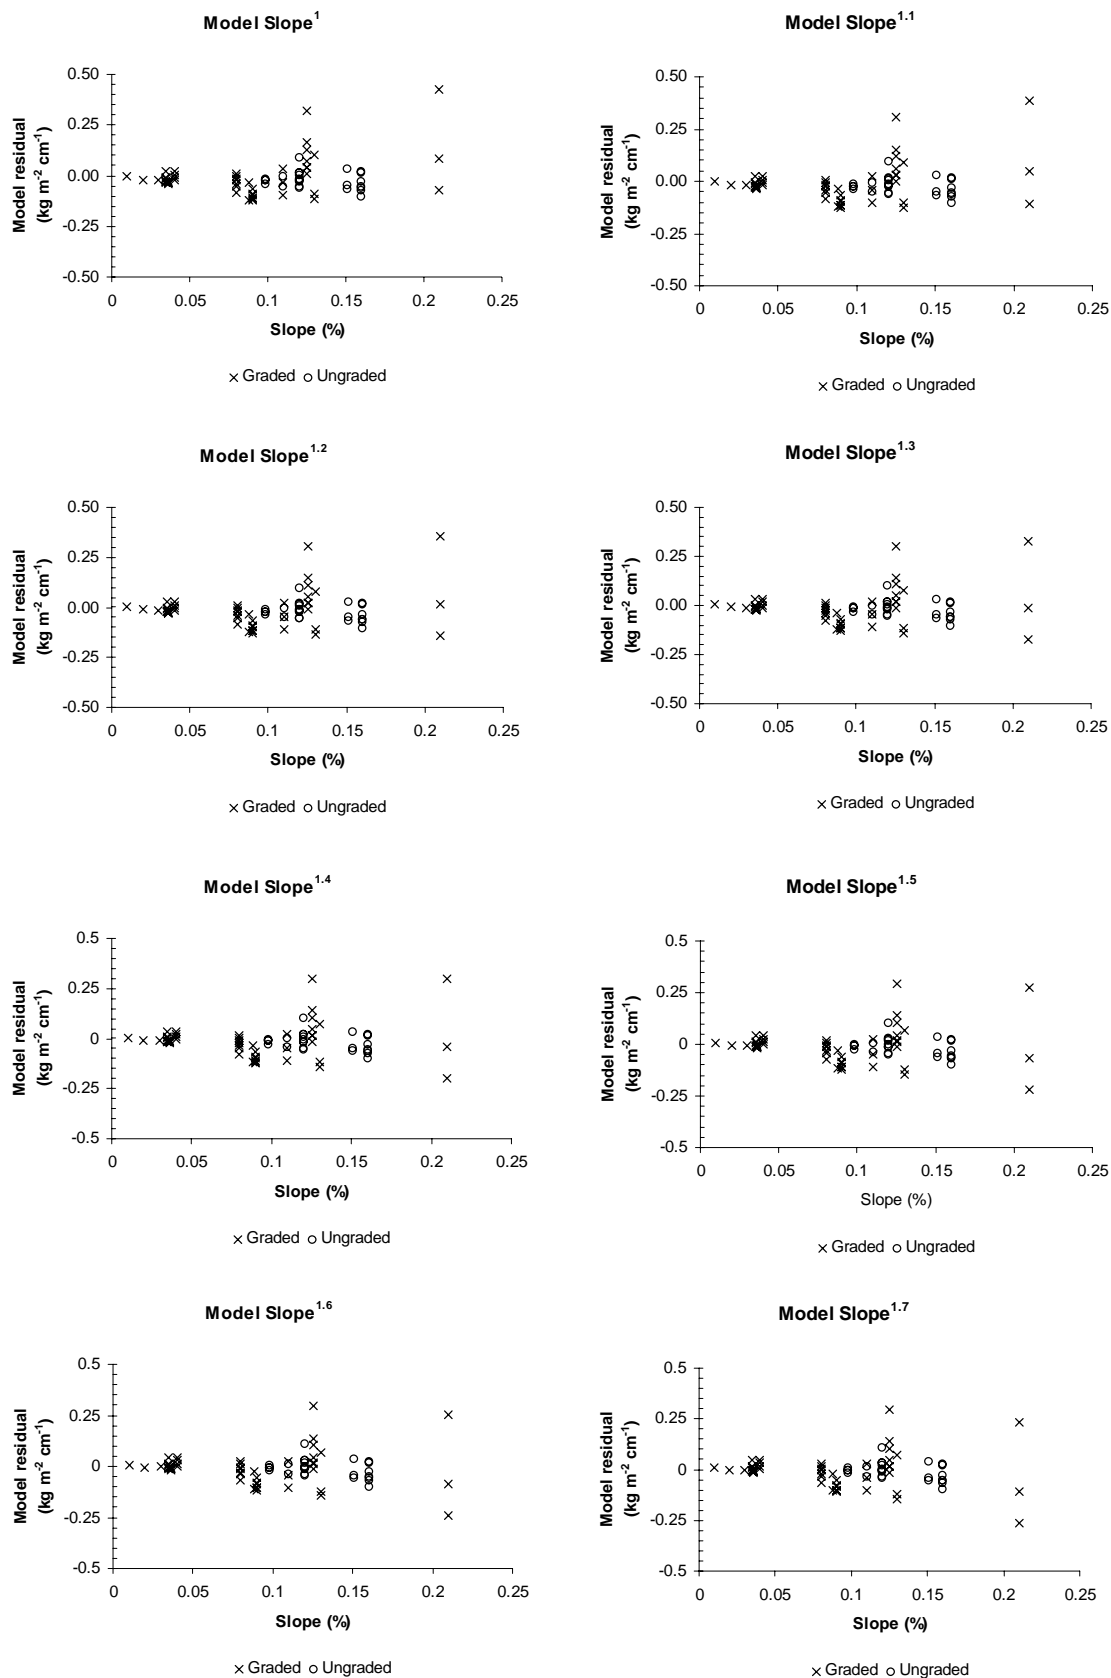 Model Slope¹
Model residual
(kg m⁻² cm⁻¹)
0.50
0.25
0.00
-0.25
-0.50
0 0.05 0.1 0.15 0.2 0.25
Slope (%)
× Graded ○ Ungraded
Model Slope¹·¹
Model residual
(kg m⁻² cm⁻¹)
0.50
0.25
0.00
-0.25
-0.50
0 0.05 0.1 0.15 0.2 0.25
Slope (%)
× Graded ○ Ungraded
Model Slope¹·²
Model residual
(kg m⁻² cm⁻¹)
0.50
0.25
0.00
-0.25
-0.50
0 0.05 0.1 0.15 0.2 0.25
Slope (%)
× Graded ○ Ungraded
Model Slope¹·³
Model residual
(kg m⁻² cm⁻¹)
0.50
0.25
0.00
-0.25
-0.50
0 0.05 0.1 0.15 0.2 0.25
Slope (%)
× Graded ○ Ungraded
Model Slope¹·⁴
Model residual
(kg m⁻² cm⁻¹)
0.5
0.25
0
-0.25
-0.5
0 0.05 0.1 0.15 0.2 0.25
Slope (%)
× Graded ○ Ungraded
Model Slope¹·⁵
Model residual
(kg m⁻² cm⁻¹)
0.5
0.25
0
-0.25
-0.5
0 0.05 0.1 0.15 0.2 0.25
Slope (%)
× Graded ○ Ungraded
Model Slope¹·⁶
Model residual
(kg m⁻² cm⁻¹)
0.5
0.25
0
-0.25
-0.5
0 0.05 0.1 0.15 0.2 0.25
Slope (%)
× Graded ○ Ungraded
Model Slope¹·⁷
Model residual
(kg m⁻² cm⁻¹)
0.5
0.25
0
-0.25
-0.5
0 0.05 0.1 0.15 0.2 0.25
Slope (%)
× Graded ○ Ungraded